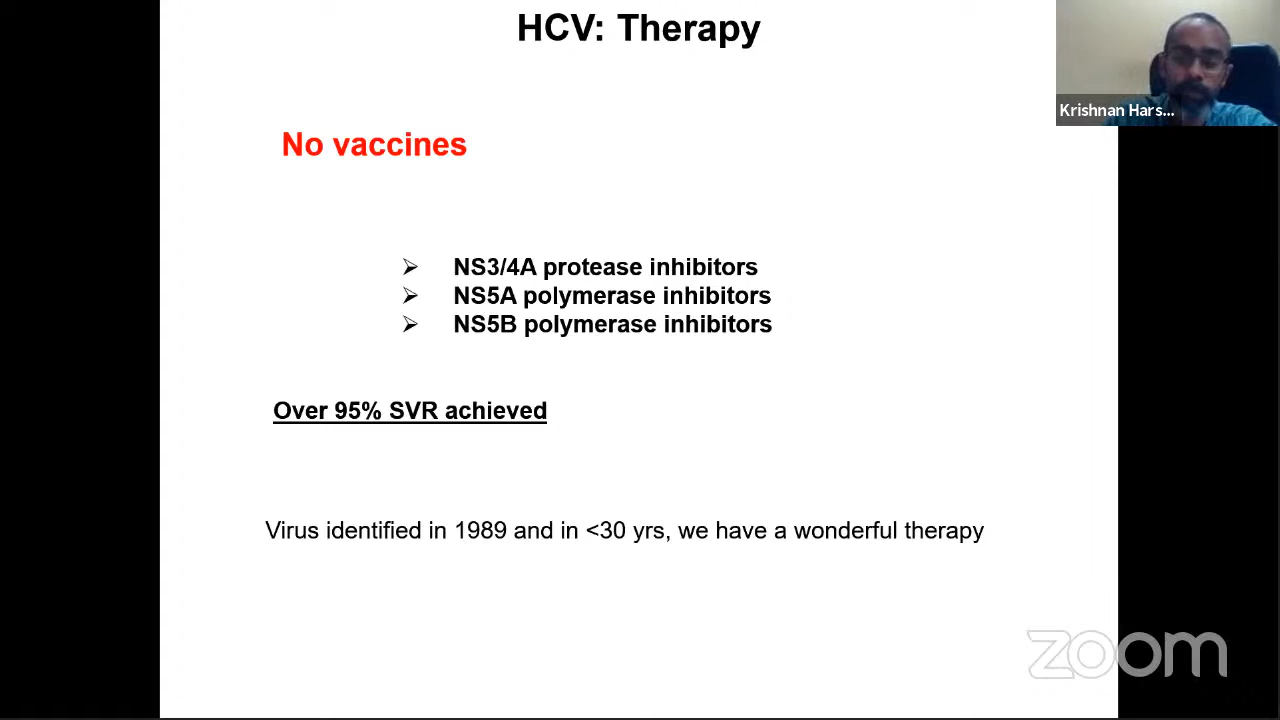 HCV: Therapy
Krishnan Hars...
No vaccines
NS3/4A protease inhibitors
NS5A polymerase inhibitors
NS5B polymerase inhibitors
Over 95% SVR achieved
Virus identified in 1989 and in <30 yrs, we have a wonderful therapy
zoom